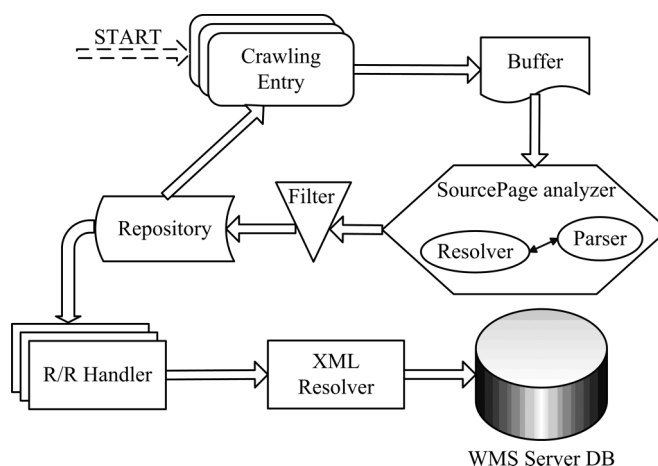 START
Crawling
Entry
Buffer
SourcePage analyzer
Resolver
Parser
Filter
Repository
R/R Handler
XML
Resolver
WMS Server DB